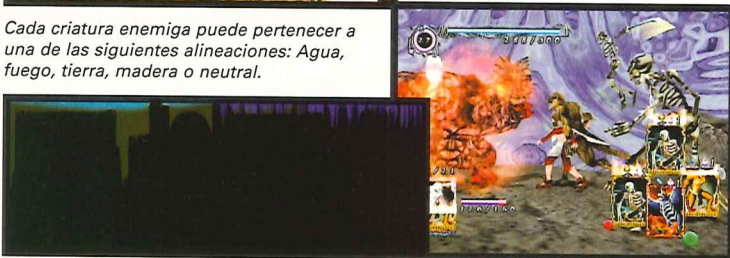 Cada criatura enemiga puede pertenecer a
una de las siguientes alineaciones: Agua,
fuego, tierra, madera o neutral.